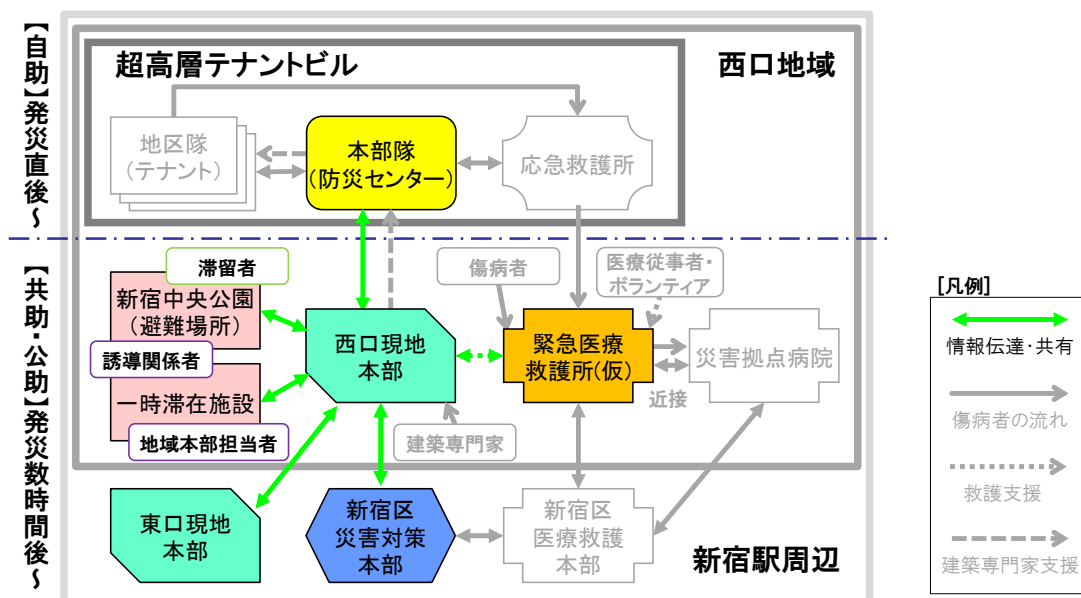 【自助】発災直後～
超高層テナントビル
西口地域
地区隊
(テナント)
本部隊
(防災センター)
応急救護所
【共助・公助】発災数時間後～
滞留者
新宿中央公園
(避難場所)
誘導関係者
一時滞在施設
地域本部担当者
西口現地
本部
傷病者
医療従事者・
ボランティア
緊急医療
救護所(仮)
災害拠点病院
近接
建築専門家
東口現地
本部
新宿区
災害対策
本部
新宿区
医療救護
本部
新宿駅周辺
[凡例]
情報伝達・共有
傷病者の流れ
救護支援
建築専門家支援